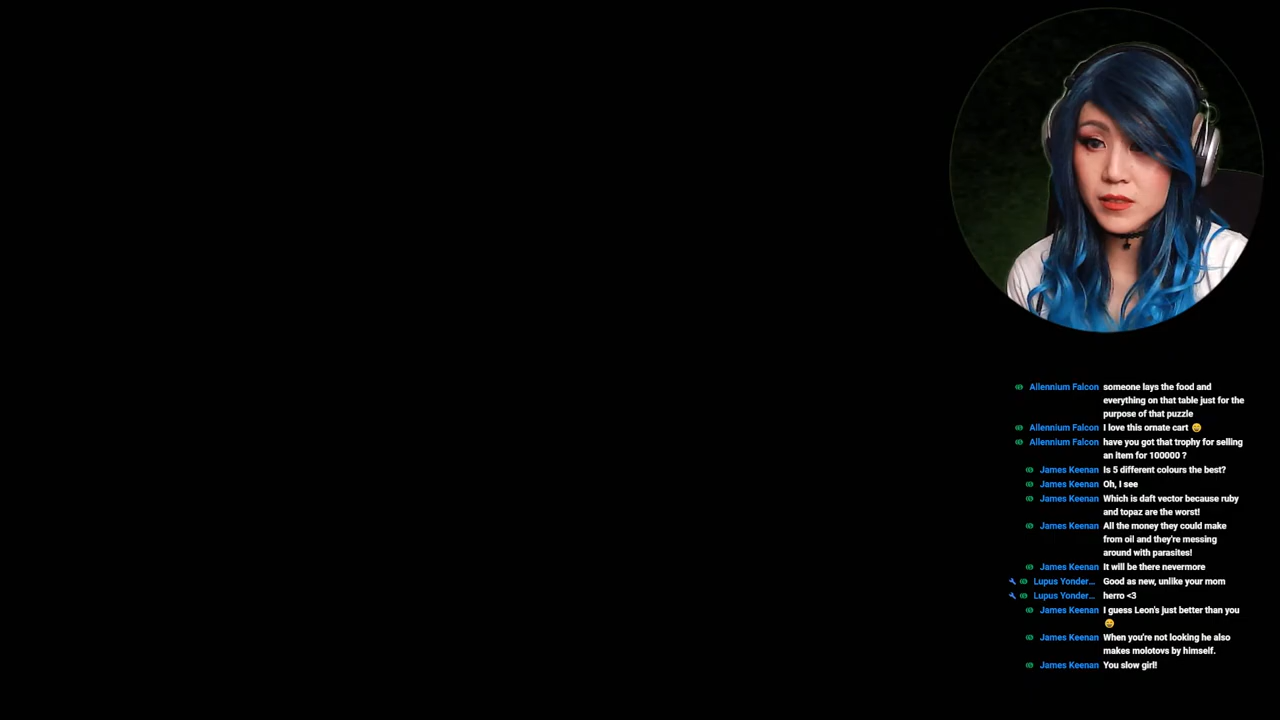 Allennium Falcon someone lays the food and
everything on that table just for the
purpose of that puzzle
Allennium Falcon I love this ornate cart 😄
Allennium Falcon have you got that trophy for selling
an item for 100000 ?
James Keenan Is 5 different colours the best?
James Keenan Oh, I see
James Keenan Which is daft vector because ruby
and topaz are the worst!
James Keenan All the money they could make
from oil and they're messing
around with parasites!
James Keenan It will be there nevermore
Lupus Yonder... Good as new, unlike your mom
Lupus Yonder... herro <3
James Keenan I guess Leon's just better than you
😄
James Keenan When you're not looking he also
makes molotovs by himself.
James Keenan You slow girl!